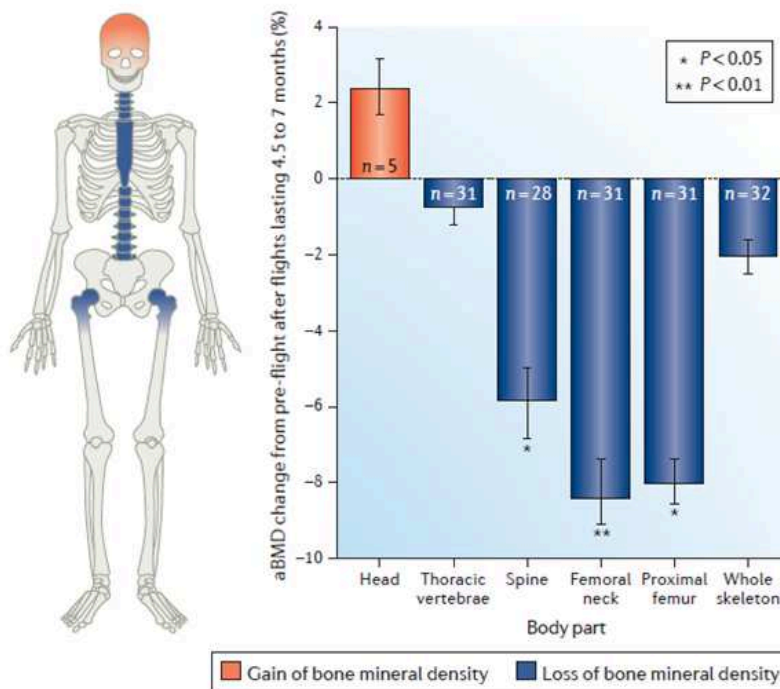 aBMD change from pre-flight after flights lasting 4.5 to 7 months (%)
4
2
0
−2
−4
−6
−8
−10
* P<0.05
** P<0.01
n=5
n=31
n=28
n=31
n=31
n=32
*
**
*
Head
Thoracic
vertebrae
Spine
Femoral
neck
Proximal
femur
Whole
skeleton
Body part
Gain of bone mineral density
Loss of bone mineral density